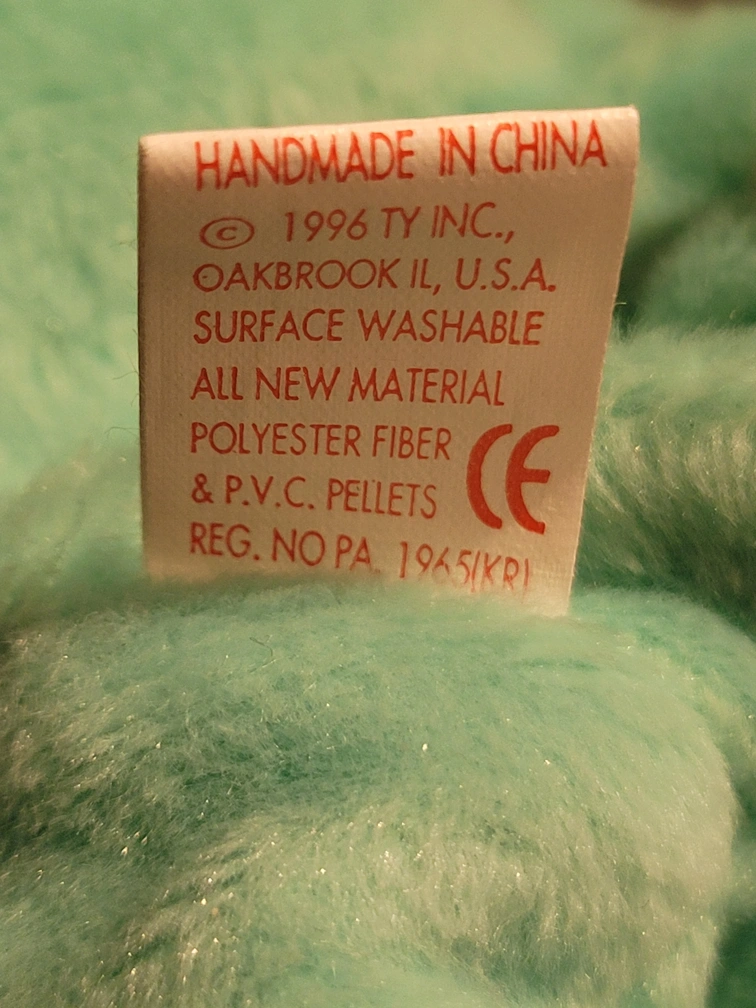 HANDMADE IN CHINA
© 1996 TY INC.,
OAKBROOK IL, U.S.A.
SURFACE WASHABLE
ALL NEW MATERIAL
POLYESTER FIBER
& P.V.C. PELLETS CE
REG. NO PA. 1965(KR)